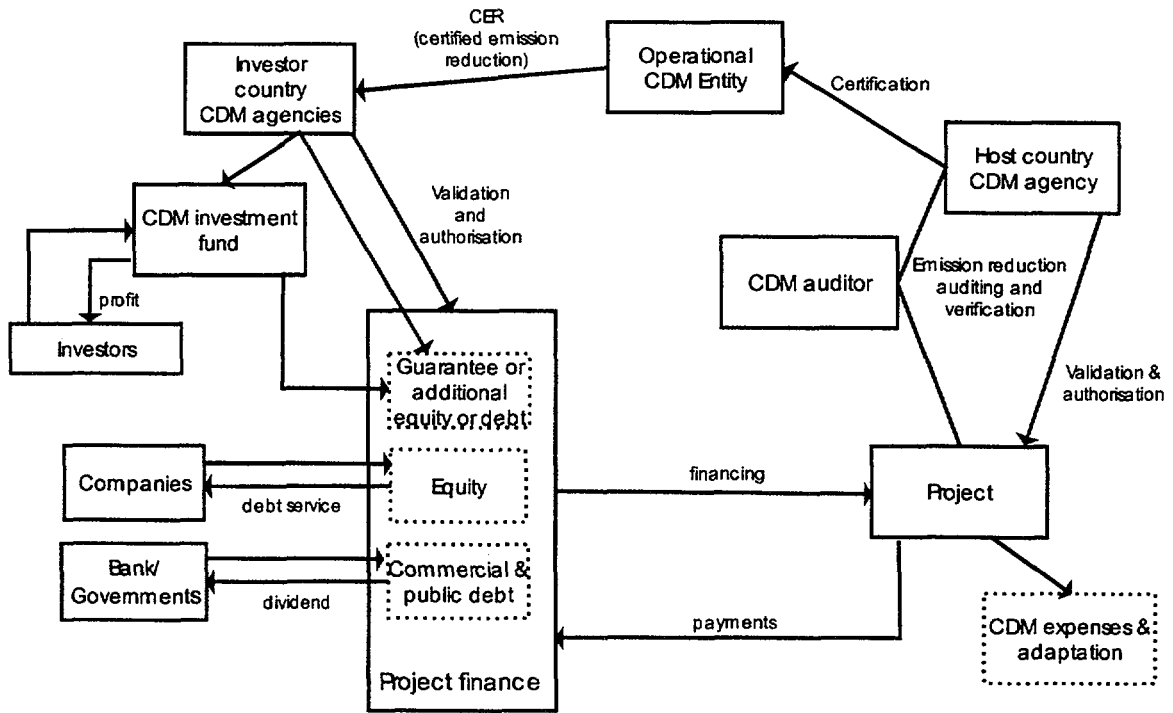 CER
(certified emission
reduction)
Investor
country
CDM agencies
Operational
CDM Entity
Certification
Host country
CDM agency
CDM investment
fund
Validation
and
authorisation
CDM auditor
Emission reduction
auditing and
verification
profit
Investors
Guarantee or
additional
equity or debt
Validation &
authorisation
Companies
debt service
Equity
financing
Project
Bank/
Governments
dividend
Commercial &
public debt
payments
CDM expenses &
adaptation
Project finance